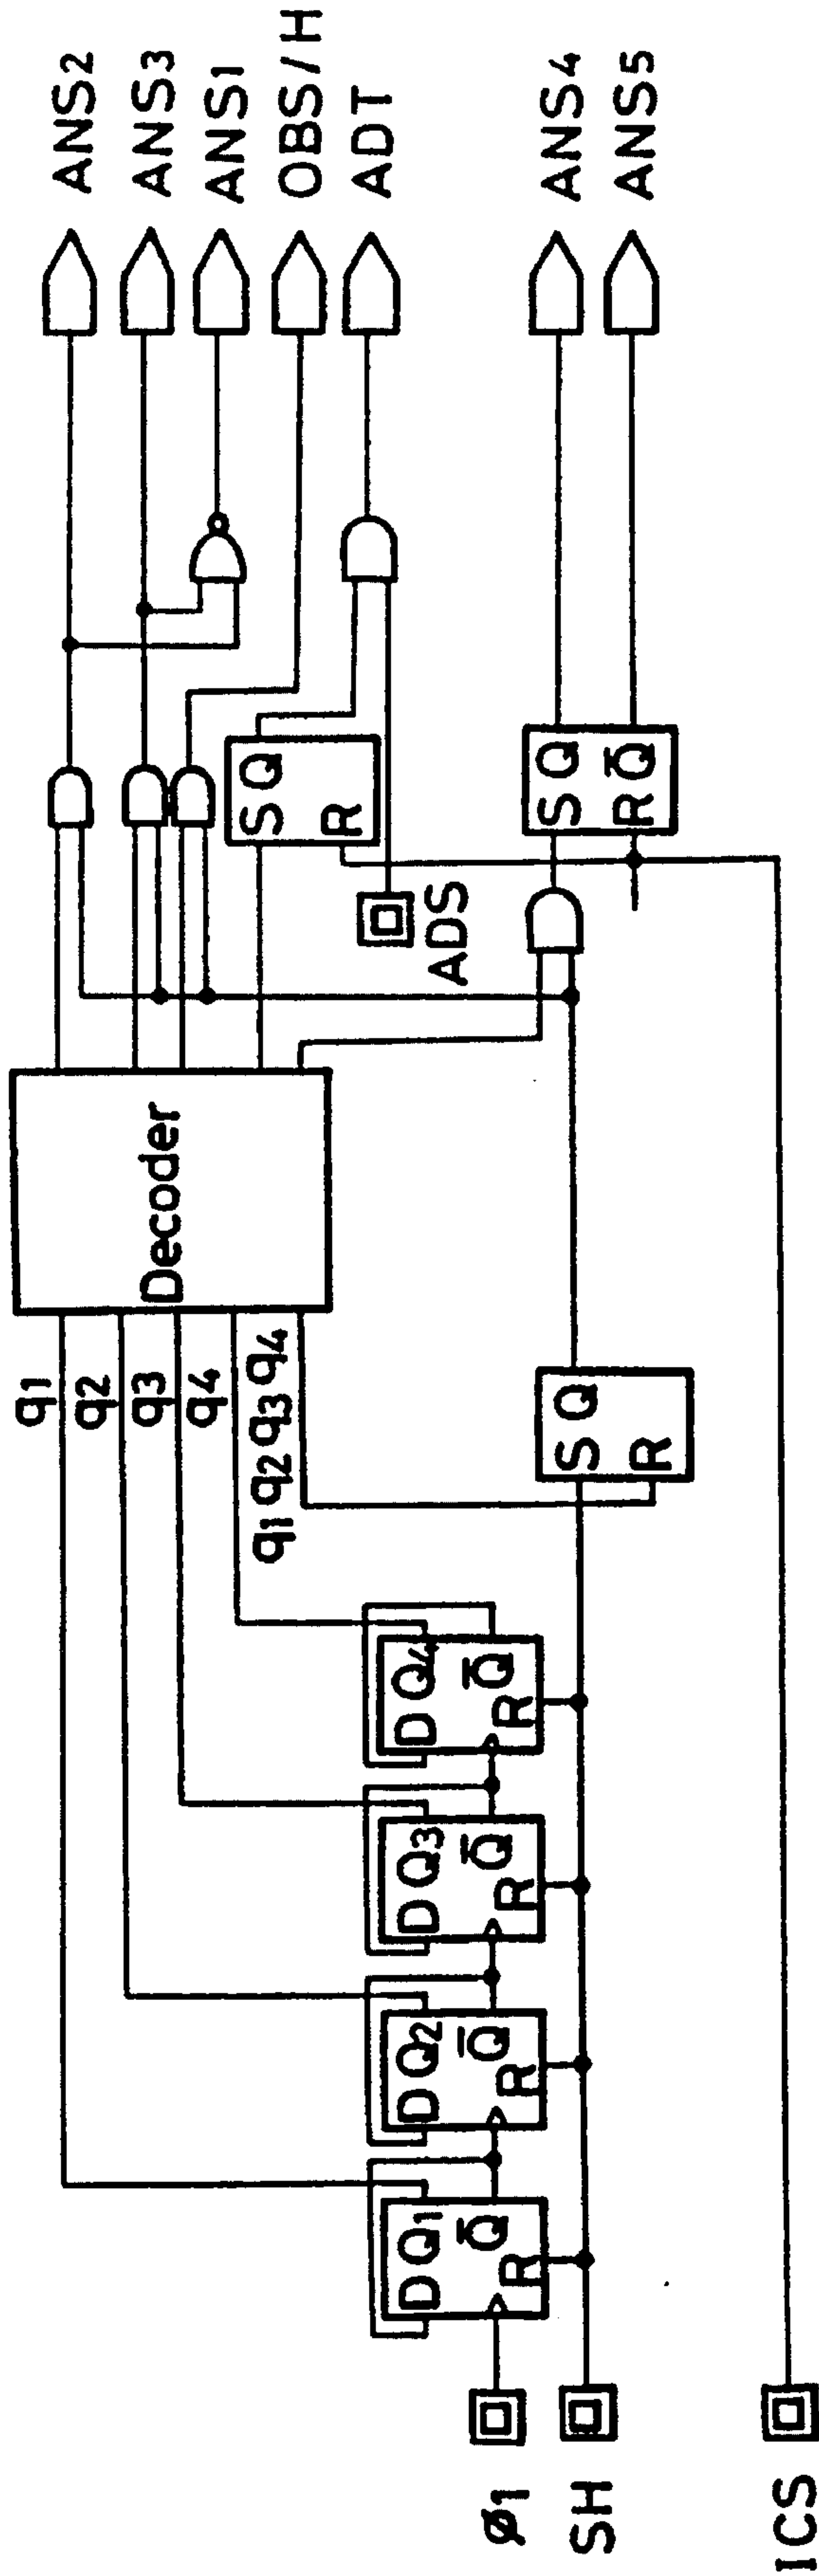 ANS2
ANS3
ANS1
OBS/H
ADT
ANS4
ANS5
S Q
R
S Q
R Q̅
ADS
Decoder
q1
q2
q3
q4
q1 q2 q3 q4
S Q
R
D Q4
Q̅
R
D Q3
Q̅
R
D Q2
Q̅
R
D Q1
Q̅
R
ø1
SH
ICS